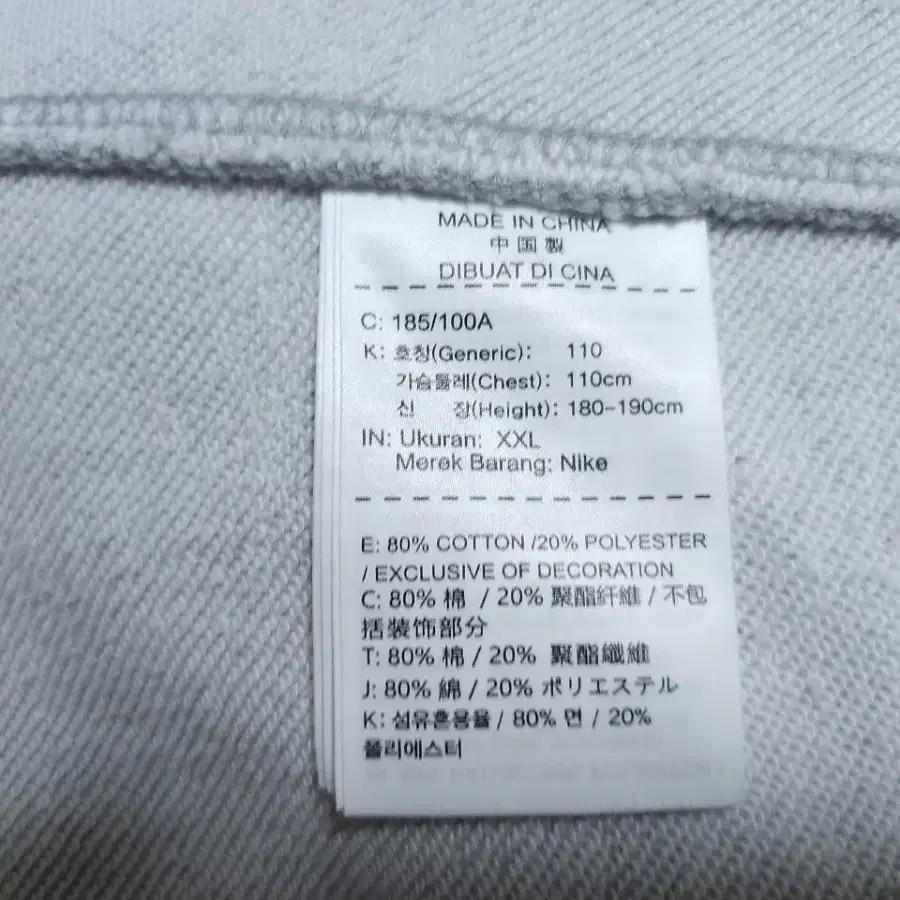 MADE IN CHINA
中国製
DIBUAT DI CINA
C: 185/100A
K: 호칭(Generic): 110
가슴둘레(Chest): 110cm
신 장(Height): 180-190cm
IN: Ukuran: XXL
Merek Barang: Nike
E: 80% COTTON /20% POLYESTER
/ EXCLUSIVE OF DECORATION
C: 80% 棉 / 20% 聚酯纤維 / 不包
括装饰部分
T: 80% 棉 / 20% 聚酯纖維
J: 80% 綿 / 20% ポリエステル
K: 섬유혼용율 / 80% 면 / 20%
폴리에스터